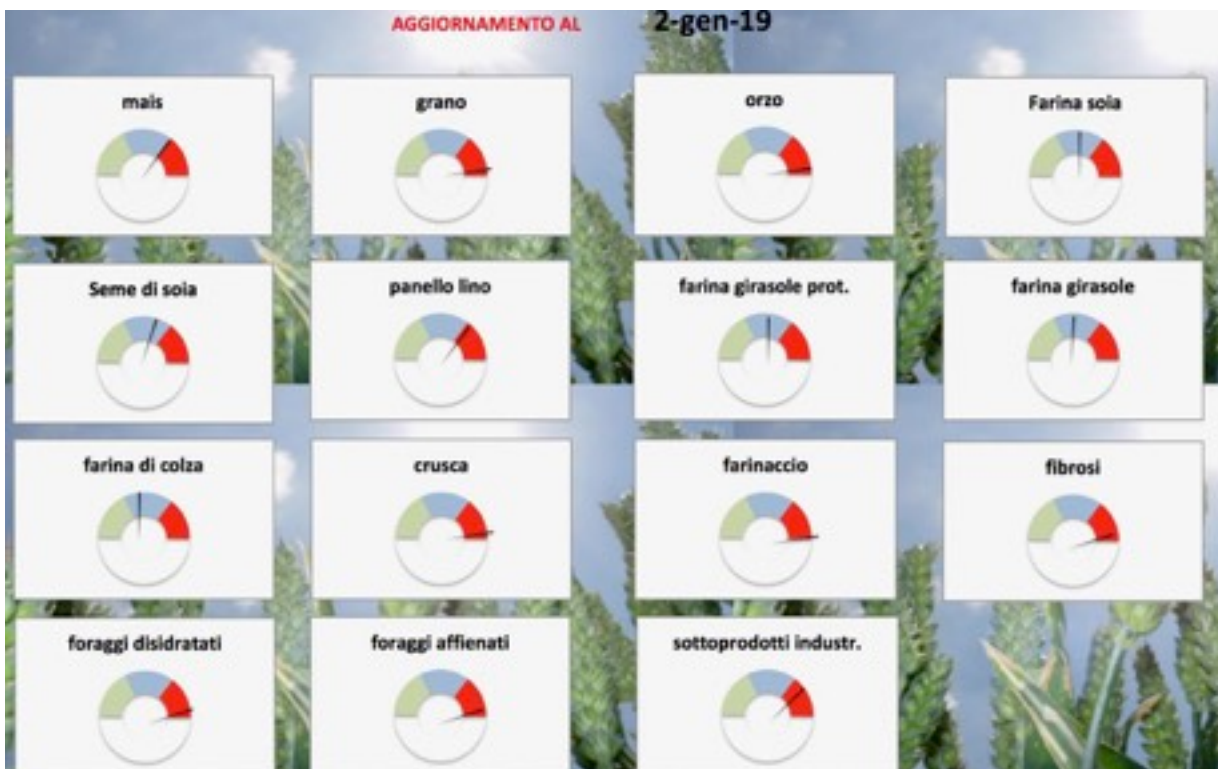 AGGIORNAMENTO AL 2-gen-19
mais
grano
orzo
Farina soia
Seme di soia
panello lino
farina girasole prot.
farina girasole
farina di colza
crusca
farinaccio
fibrosi
foraggi disidratati
foraggi affienati
sottoprodotti industr.